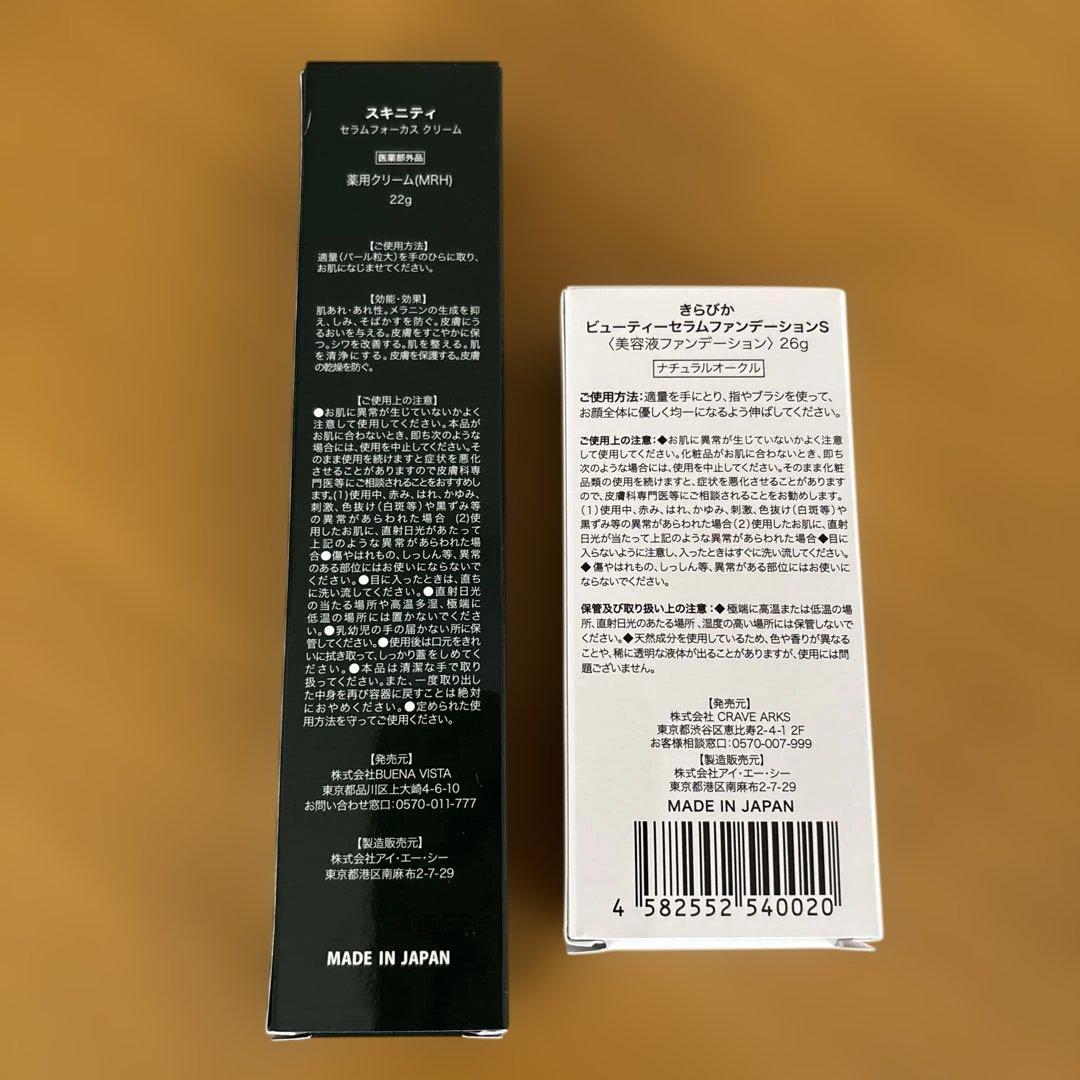 スキニティ
セラムフォーカス クリーム
医薬部外品
薬用クリーム(MRH)
22g
【ご使用方法】
適量(パール粒大)を手のひらに取り、
お肌になじませてください。
【効能・効果】
肌あれ・あれ性。メラニンの生成を抑
え、しみ、そばかすを防ぐ。皮膚にう
るおいを与える。皮膚をすこやかに保
つ。シワを改善する。肌を整える。肌
を清浄にする。皮膚を保護する。皮膚
の乾燥を防ぐ。
【ご使用上の注意】
●お肌に異常が生じていないかよく
注意して使用してください。本品が
お肌に合わないとき、即ち次のような
場合には、使用を中止してください。そ
のまま使用を続けますと症状を悪化
させることがありますので皮膚科専
門医等にご相談されることをおすすめし
ます。(1)使用中、赤み、はれ、かゆみ、
刺激、色抜け(白斑等)や黒ずみ等
の異常があらわれた場合 (2)使
用したお肌に、直射日光があたって
上記のような異常があらわれた場
合●傷やはれもの、しっしん等、異常
のある部位にはお使いにならないで
ください。●目に入ったときは、直ち
に洗い流してください。●直射日光
の当たる場所や高温多湿、極端に
低温の場所には置かないでくださ
い。●乳幼児の手の届かない所に保
管してください。●使用後は口元をきれ
いに拭き取って、しっかり蓋をしめてく
ださい。●本品は清潔な手で取り
扱ってください。また、一度取り出し
た中身を再び容器に戻すことは絶対
におやめください。●定められた使
用方法を守ってご使用ください。
【発売元】
株式会社BUENA VISTA
東京都品川区上大崎4-6-10
お問い合わせ窓口:0570-011-777
【製造販売元】
株式会社アイ・エー・シー
東京都港区南麻布2-7-29
MADE IN JAPAN
きらびか
ビューティーセラムファンデーションS
〈美容液ファンデーション〉26g
ナチュラルオークル
ご使用方法:適量を手にとり、指やブラシを使って、
お顔全体に優しく均一になるよう伸ばしてください。
ご使用上の注意:◆お肌に異常が生じていないかよく注意
して使用してください。化粧品がお肌に合わないとき、即ち
次のような場合には、使用を中止してください。そのまま化粧
品類の使用を続けますと、症状を悪化させることがあります
ので、皮膚科専門医等にご相談されることをお勧めします。
(1)使用中、赤み、はれ、かゆみ、刺激、色抜け(白斑等)や
黒ずみ等の異常があらわれた場合(2)使用したお肌に、直射
日光が当たって上記のような異常があらわれた場合◆目に
入らないように注意し、入ったときはすぐに洗い流してください。
◆傷やはれもの、しっしん等、異常がある部位にはお使いに
ならないでください。
保管及び取り扱い上の注意:◆極端に高温または低温の場
所、直射日光のあたる場所、湿度の高い場所には保管しないで
ください。◆天然成分を使用しているため、色や香りが異なる
ことや、稀に透明な液体が出ることがありますが、使用には問
題ございません。
【発売元】
株式会社 CRAVE ARKS
東京都渋谷区恵比寿2-4-1 2F
お客様相談窓口:0570-007-999
【製造販売元】
株式会社アイ・エー・シー
東京都港区南麻布2-7-29
MADE IN JAPAN
4 582552 540020